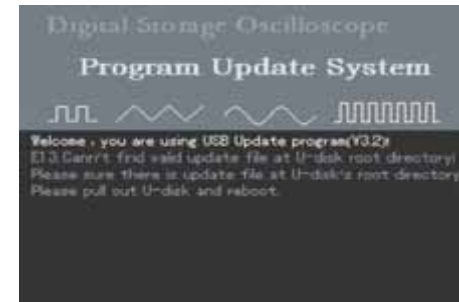 Digital Storage Oscilloscope
Program Update System
Welcome , you are using USB Update program(V3.2)!
E13:Cann't find valid update file at U-disk root directory!
Please sure there is update file at U-disk's root directory
Please pull out U-disk and reboot.